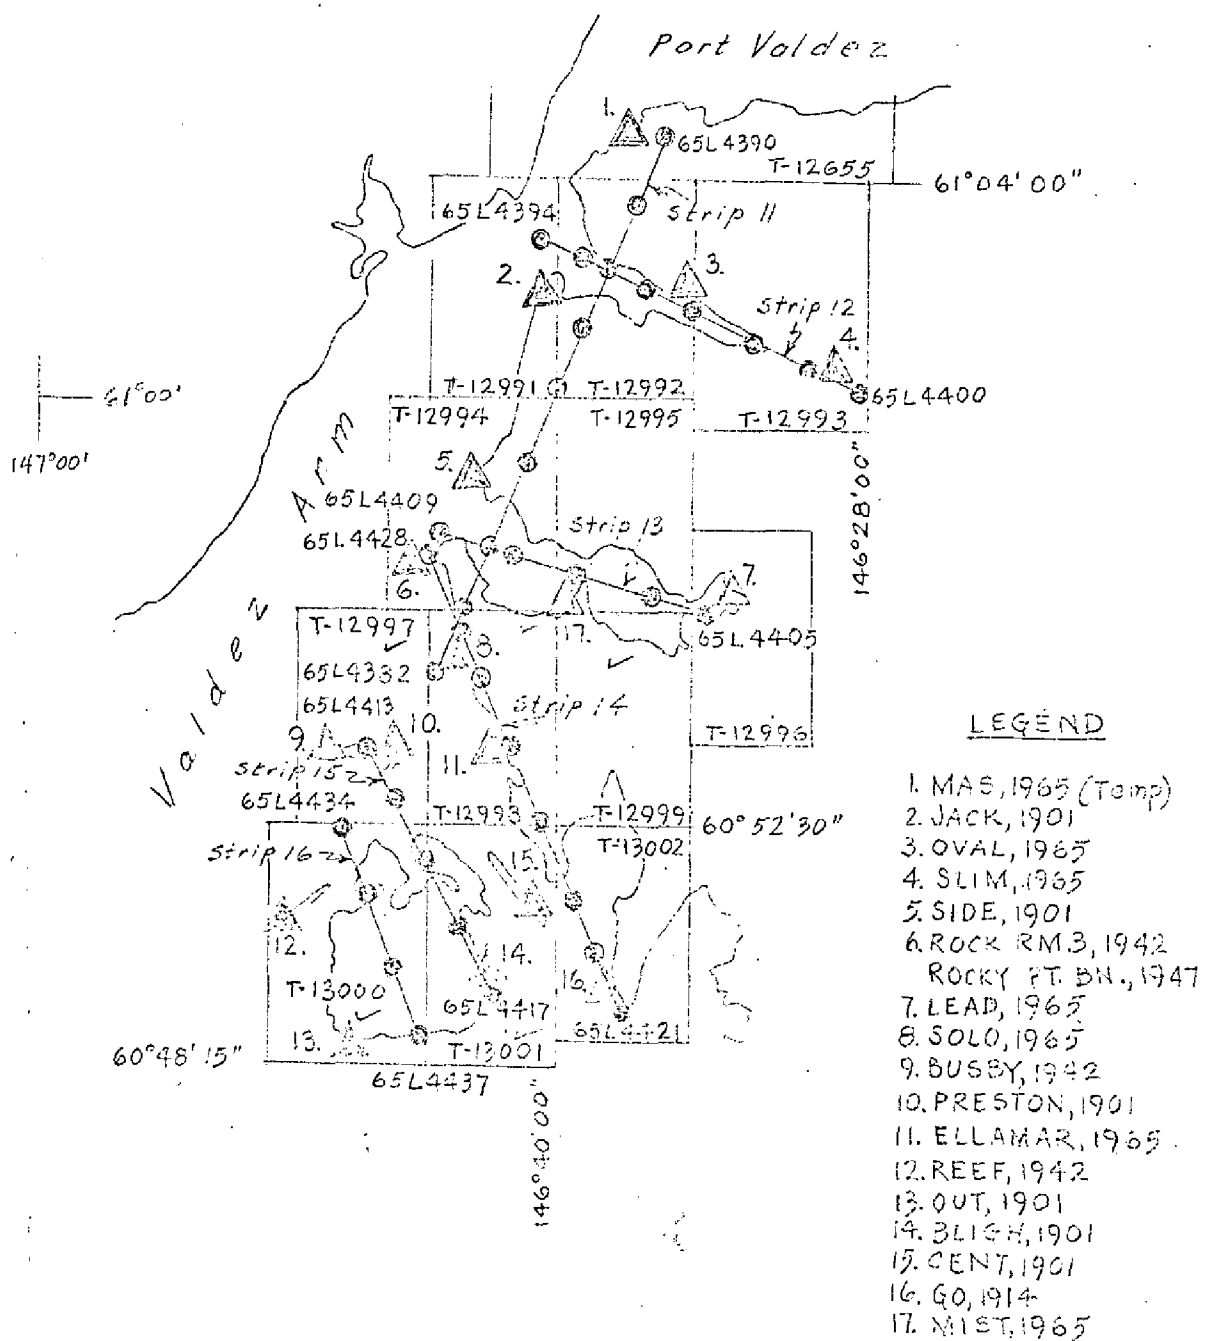 Port Valdez
1.
65L4390
T-12655
61°04'00"
65L4394
Strip 11
2.
3.
Strip 12
4.
T-12991
T-12992
65L4400
61°00'
T-12994
T-12995
T-12993
147°00'
5.
146°28'00"
Valdez Arm
65L4409
65L4428
Strip 13
6.
7.
T-12997
17.
65L4405
8.
65L4332
65L4413
10.
Strip 14
9.
11.
T-12996
Strip 15
65L4434
T-12993
T-12999
60°52'30"
Strip 16
T-13002
15.
12.
14.
T-13000
65L4417
16.
65L4421
13.
T-13001
60°48'15"
65L4437
146°40'00"
LEGEND
1. MAS, 1965 (Temp)
2. JACK, 1901
3. OVAL, 1965
4. SLIM, 1965
5. SIDE, 1901
6. ROCK RM.3, 1942
ROCKY PT. BN., 1947
7. LEAD, 1965
8. SOLO, 1965
9. BUSBY, 1942
10. PRESTON, 1901
11. ELLAMAR, 1965
12. REEF, 1942
13. OUT, 1901
14. BLIGH, 1901
15. CENT, 1901
16. GO, 1914
17. MIST, 1965